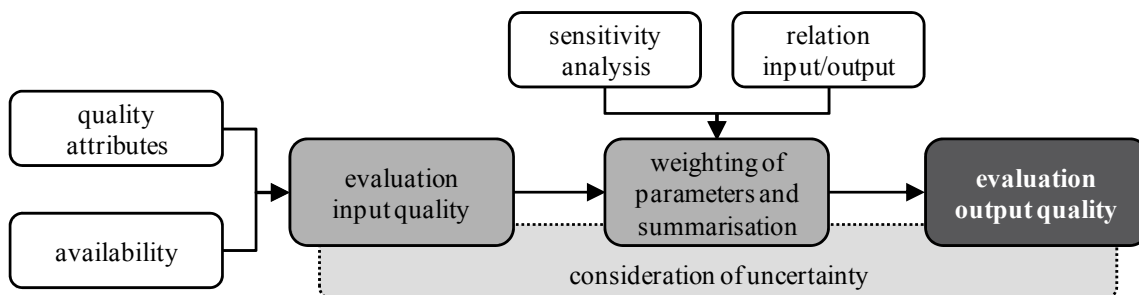 sensitivity
analysis
relation
input/output
quality
attributes
availability
evaluation
input quality
weighting of
parameters and
summarisation
evaluation
output quality
consideration of uncertainty